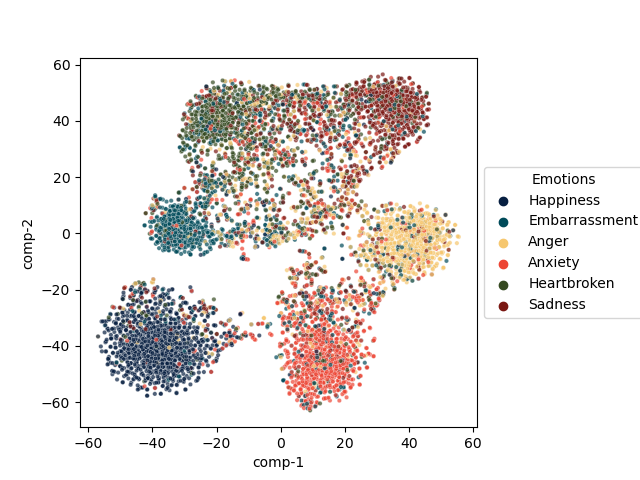 60
40
20
0
−20
−40
−60
comp-2
−60 −40 −20 0 20 40 60
comp-1
Emotions
Happiness
Embarrassment
Anger
Anxiety
Heartbroken
Sadness